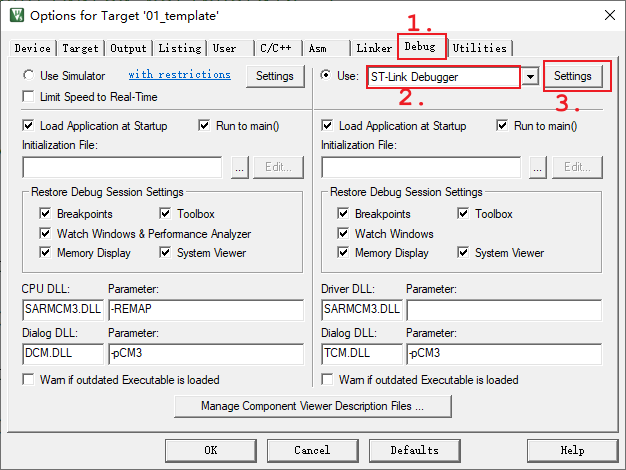 Options for Target '01_template'
1.
Device Target Output Listing User C/C++ Asm Linker Debug Utilities
Use Simulator with restrictions Settings
Limit Speed to Real-Time
Use: ST-Link Debugger Settings
2. 3.
Load Application at Startup Run to main()
Initialization File:
... Edit...
Restore Debug Session Settings
Breakpoints Toolbox
Watch Windows & Performance Analyzer
Memory Display System Viewer
CPU DLL: Parameter:
SARMCM3.DLL -REMAP
Dialog DLL: Parameter:
DCM.DLL -pCM3
Warn if outdated Executable is loaded
Load Application at Startup Run to main()
Initialization File:
... Edit...
Restore Debug Session Settings
Breakpoints Toolbox
Watch Windows
Memory Display System Viewer
Driver DLL: Parameter:
SARMCM3.DLL
Dialog DLL: Parameter:
TCM.DLL -pCM3
Warn if outdated Executable is loaded
Manage Component Viewer Description Files ...
OK Cancel Defaults Help